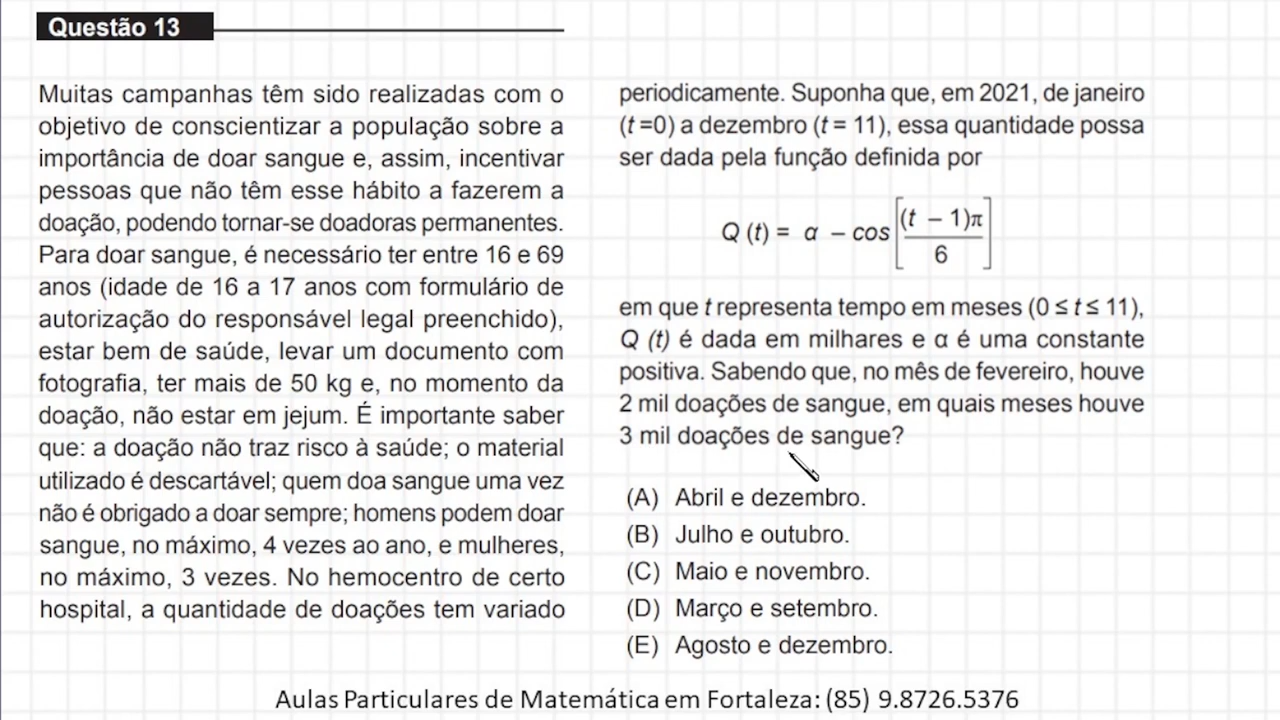 Questão 13
Muitas campanhas têm sido realizadas com o
objetivo de conscientizar a população sobre a
importância de doar sangue e, assim, incentivar
pessoas que não têm esse hábito a fazerem a
doação, podendo tornar-se doadoras permanentes.
Para doar sangue, é necessário ter entre 16 e 69
anos (idade de 16 a 17 anos com formulário de
autorização do responsável legal preenchido),
estar bem de saúde, levar um documento com
fotografia, ter mais de 50 kg e, no momento da
doação, não estar em jejum. É importante saber
que: a doação não traz risco à saúde; o material
utilizado é descartável; quem doa sangue uma vez
não é obrigado a doar sempre; homens podem doar
sangue, no máximo, 4 vezes ao ano, e mulheres,
no máximo, 3 vezes. No hemocentro de certo
hospital, a quantidade de doações tem variado
periodicamente. Suponha que, em 2021, de janeiro
(t =0) a dezembro (t = 11), essa quantidade possa
ser dada pela função definida por
Q (t) = α – cos [(t – 1)π / 6]
em que t representa tempo em meses (0 ≤ t ≤ 11),
Q (t) é dada em milhares e α é uma constante
positiva. Sabendo que, no mês de fevereiro, houve
2 mil doações de sangue, em quais meses houve
3 mil doações de sangue?
(A) Abril e dezembro.
(B) Julho e outubro.
(C) Maio e novembro.
(D) Março e setembro.
(E) Agosto e dezembro.
Aulas Particulares de Matemática em Fortaleza: (85) 9.8726.5376